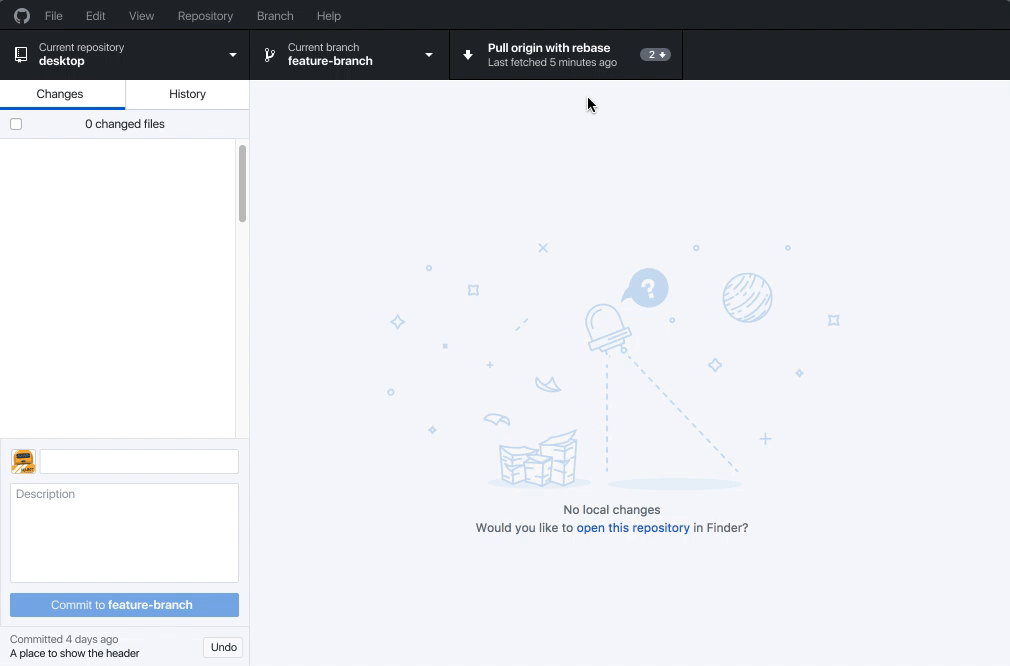 File Edit View Repository Branch Help
Current repository
desktop
Current branch
feature-branch
Pull origin with rebase
Last fetched 5 minutes ago
2
Changes
History
0 changed files
?
No local changes
Would you like to open this repository in Finder?
Description
Commit to feature-branch
Committed 4 days ago
A place to show the header
Undo